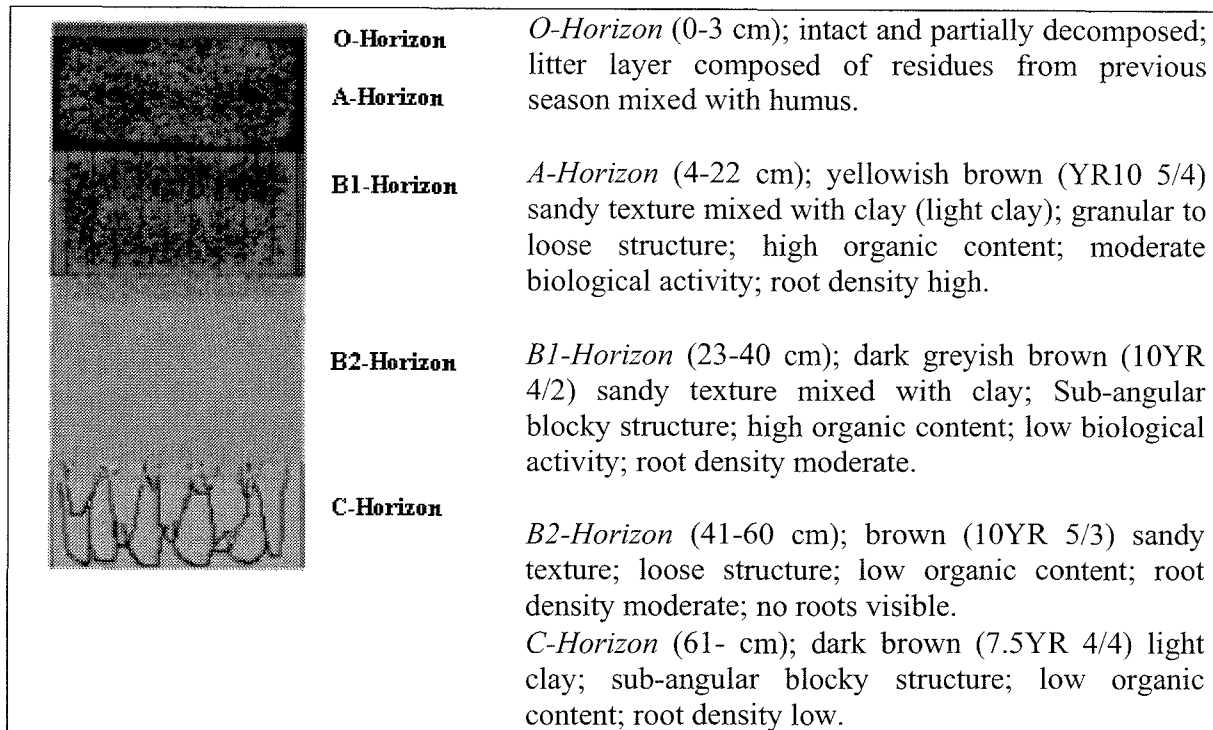 O-Horizon
A-Horizon
B1-Horizon
B2-Horizon
C-Horizon
O-Horizon (0-3 cm); intact and partially decomposed;
litter layer composed of residues from previous
season mixed with humus.
A-Horizon (4-22 cm); yellowish brown (YR10 5/4)
sandy texture mixed with clay (light clay); granular to
loose structure; high organic content; moderate
biological activity; root density high.
B1-Horizon (23-40 cm); dark greyish brown (10YR
4/2) sandy texture mixed with clay; Sub-angular
blocky structure; high organic content; low biological
activity; root density moderate.
B2-Horizon (41-60 cm); brown (10YR 5/3) sandy
texture; loose structure; low organic content; root
density moderate; no roots visible.
C-Horizon (61- cm); dark brown (7.5YR 4/4) light
clay; sub-angular blocky structure; low organic
content; root density low.